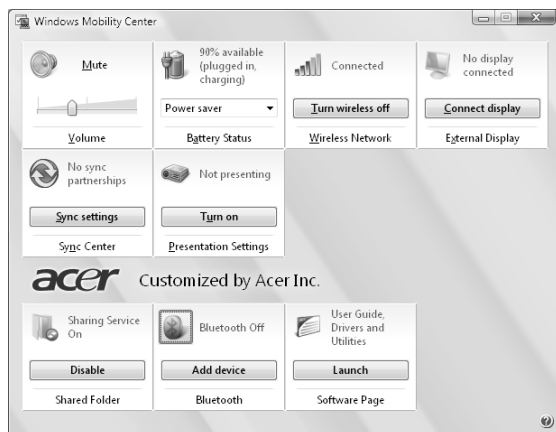 Windows Mobility Center
Mute
Volume
90% available
(plugged in,
charging)
Power saver
Battery Status
Connected
Turn wireless off
Wireless Network
No display
connected
Connect display
External Display
No sync
partnerships
Sync settings
Sync Center
Not presenting
Turn on
Presentation Settings
acer Customized by Acer Inc.
Sharing Service
On
Disable
Shared Folder
Bluetooth Off
Add device
Bluetooth
User Guide,
Drivers and
Utilities
Launch
Software Page
?